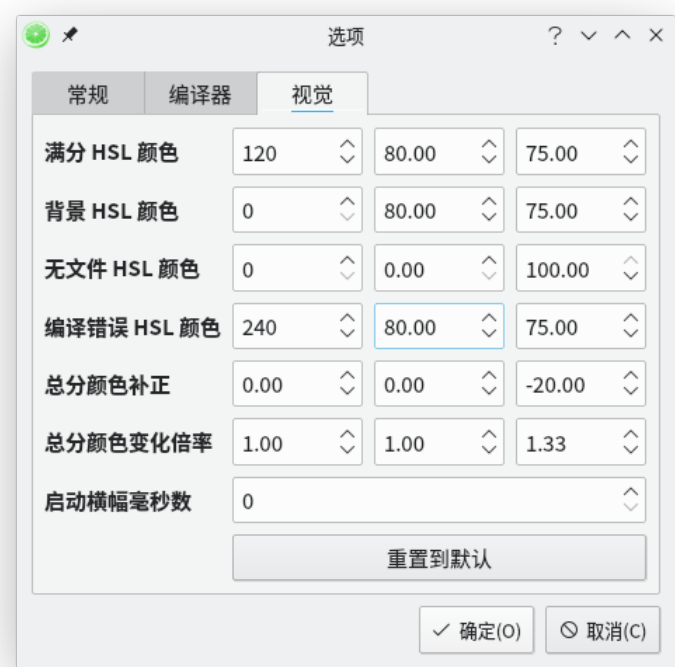 选项
常规 编译器 视觉
满分 HSL 颜色 120 80.00 75.00
背景 HSL 颜色 0 80.00 75.00
无文件 HSL 颜色 0 0.00 100.00
编译错误 HSL 颜色 240 80.00 75.00
总分颜色补正 0.00 0.00 -20.00
总分颜色变化倍率 1.00 1.00 1.33
启动横幅毫秒数 0
重置到默认
确定(O) 取消(C)